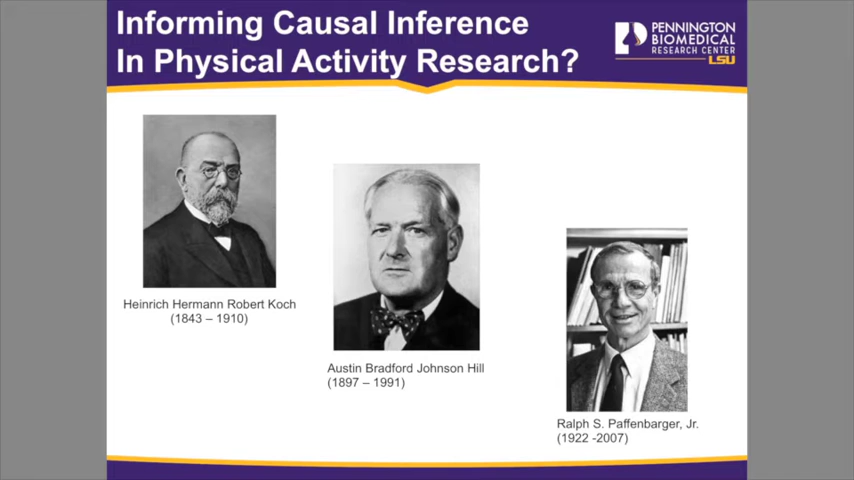 Informing Causal Inference
In Physical Activity Research?
PENNINGTON
BIOMEDICAL
RESEARCH CENTER
LSU
Heinrich Hermann Robert Koch
(1843 – 1910)
Austin Bradford Johnson Hill
(1897 – 1991)
Ralph S. Paffenbarger, Jr.
(1922 -2007)